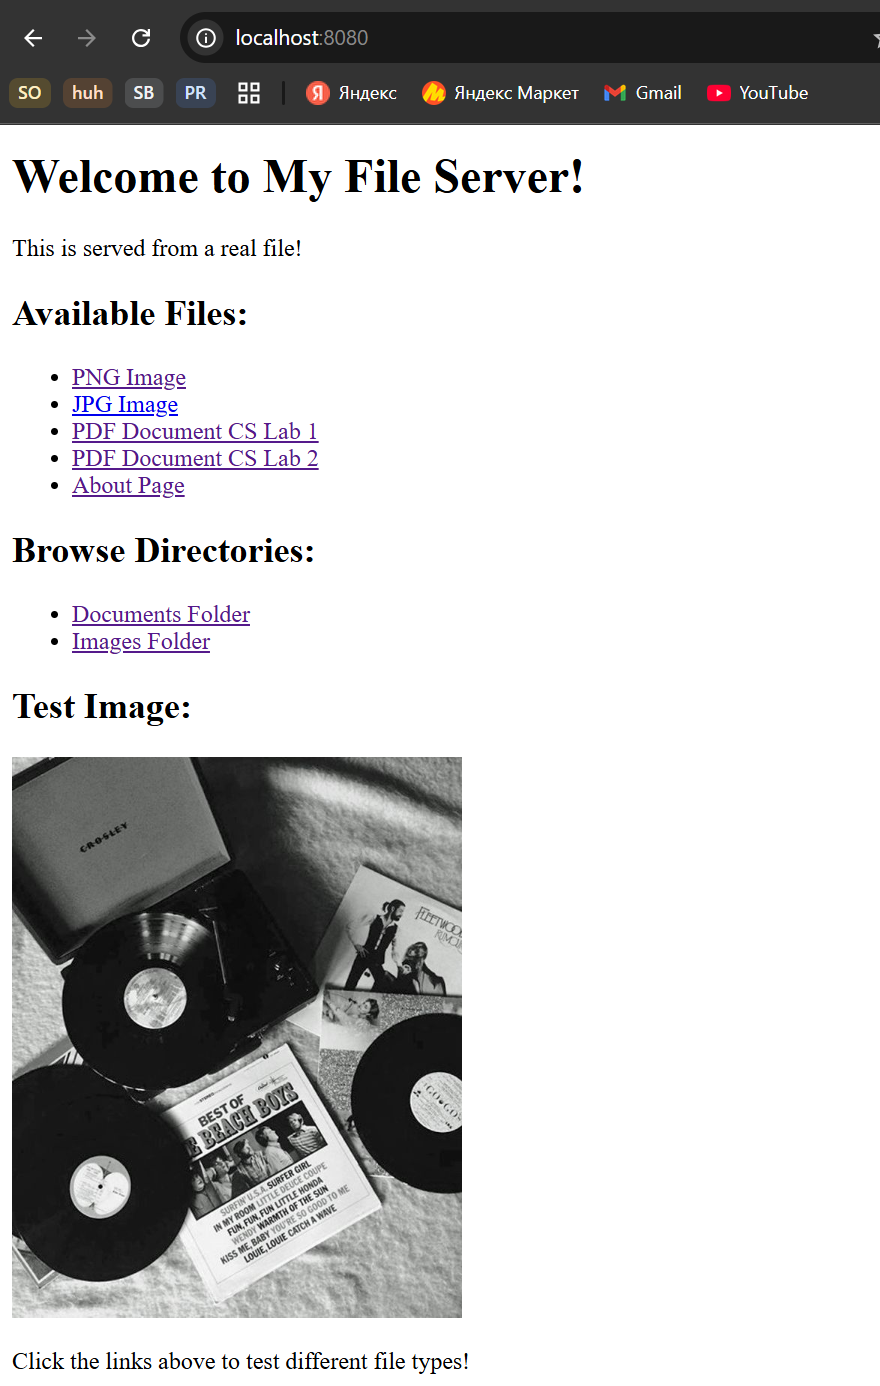 localhost:8080
SO huh SB PR Яндекс Яндекс Маркет Gmail YouTube
Welcome to My File Server!
This is served from a real file!
Available Files:
PNG Image
JPG Image
PDF Document CS Lab 1
PDF Document CS Lab 2
About Page
Browse Directories:
Documents Folder
Images Folder
Test Image:
CROSLEY
FLEETWOOD
RUMOU
STEREO
BEST OF
E BEACH BOYS
SURFIN' U.S.A. SURFER GIRL
IN MY ROOM LITTLE DEUCE COUPE
FUN, FUN, FUN LITTLE HONDA
WENDY WARMTH OF THE SUN
KISS ME, BABY YOU'RE SO GOOD TO ME
LOUIE, LOUIE CATCH A WAVE
GO•GO
Click the links above to test different file types!